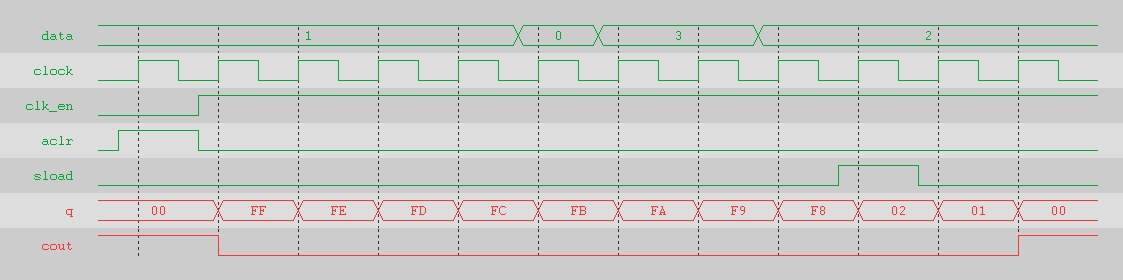 data 1 0 3 2
clock
clk_en
aclr
sload
q 00 FF FE FD FC FB FA F9 F8 02 01 00
cout